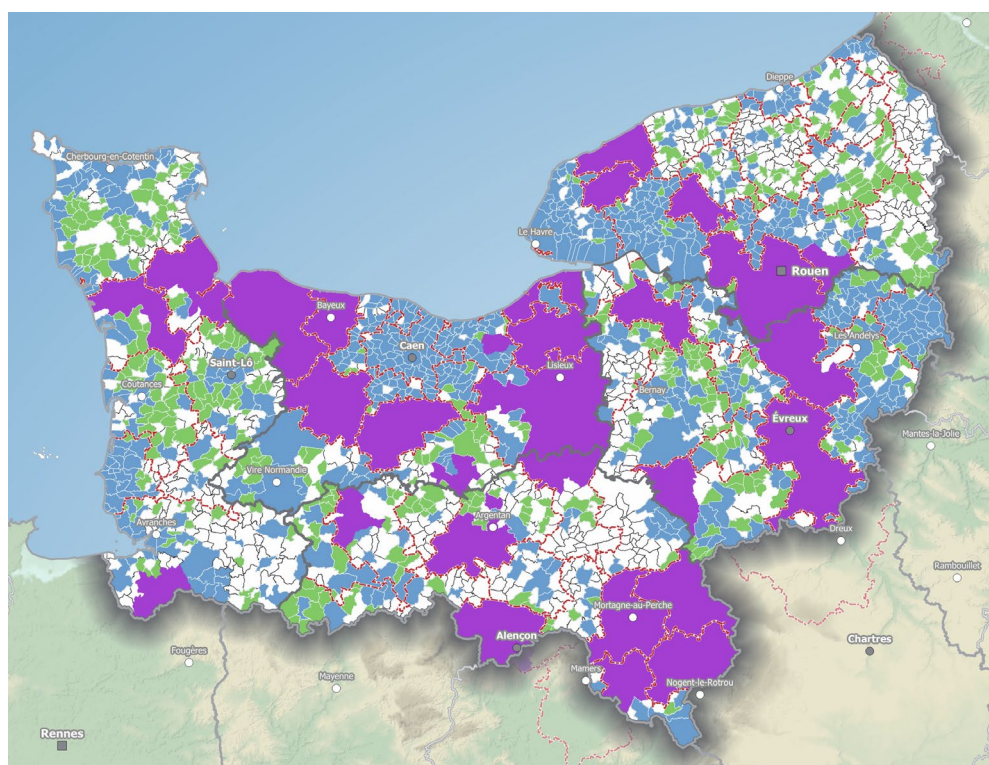 Dieppe
Cherbourg-en-Cotentin
Le Havre
Rouen
Bayeux
Caen
Les Andelys
Saint-Lô
Lisieux
Coutances
Bernay
Évreux
Mantes-la-Jolie
Vire Normandie
Avranches
Argentan
Dreux
Rambouillet
Mortagne-au-Perche
Alençon
Chartres
Fougères
Mamers
Mayenne
Nogent-le-Rotrou
Rennes